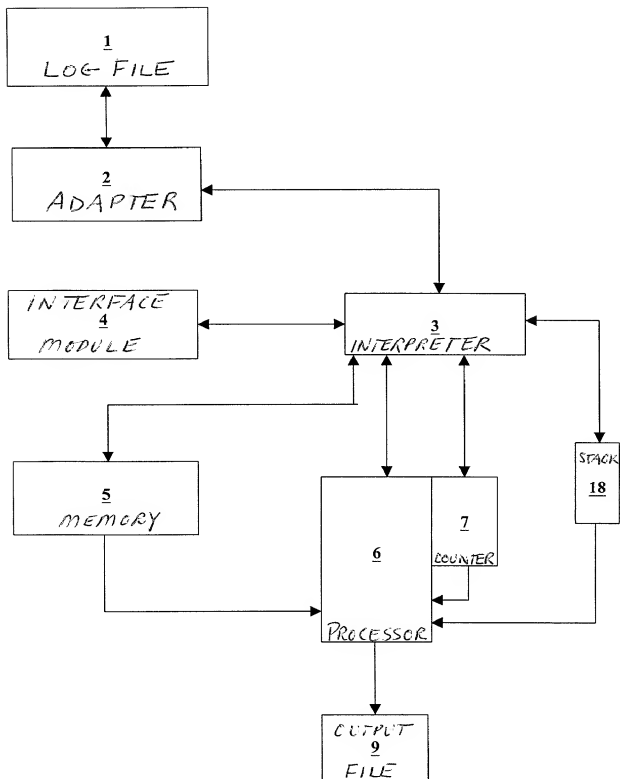 1
LOG FILE
2
ADAPTER
INTERFACE
4
MODULE
3
INTERPRETER
STACK
18
5
MEMORY
6
PROCESSOR
7
COUNTER
OUTPUT
9
FILE